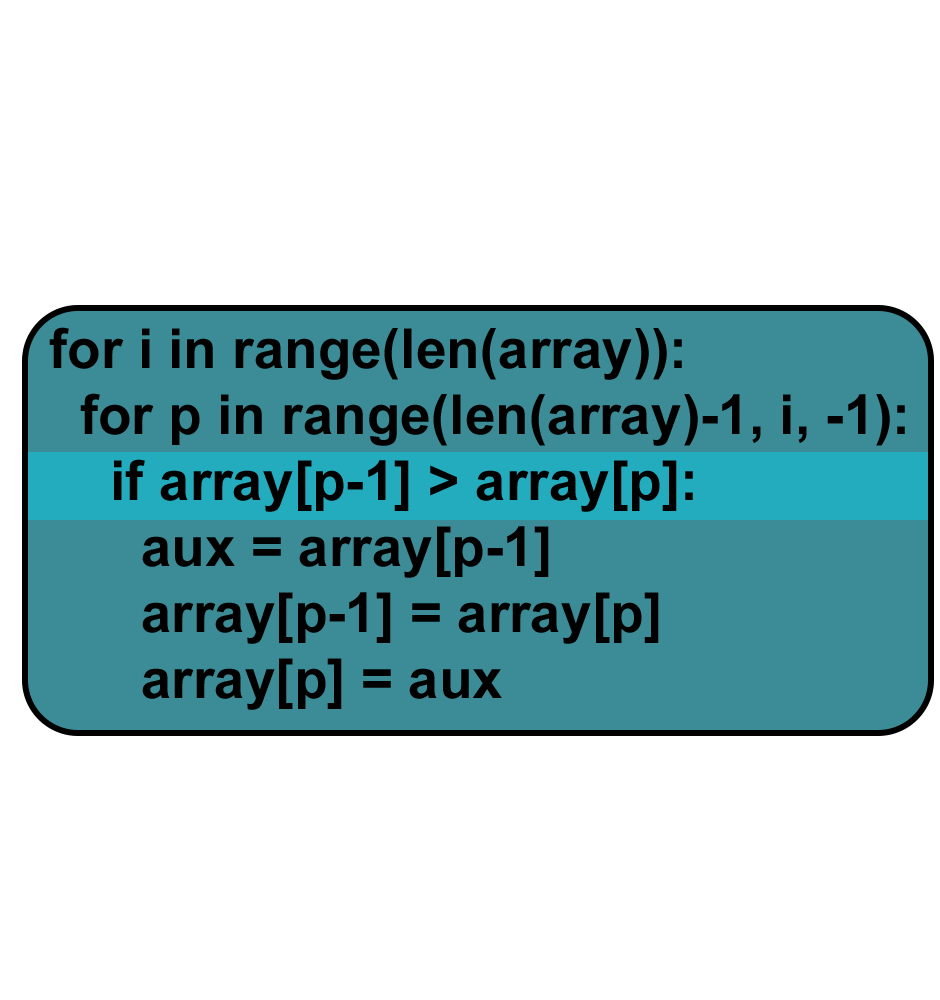 for i in range(len(array)):
for p in range(len(array)-1, i, -1):
if array[p-1] > array[p]:
aux = array[p-1]
array[p-1] = array[p]
array[p] = aux